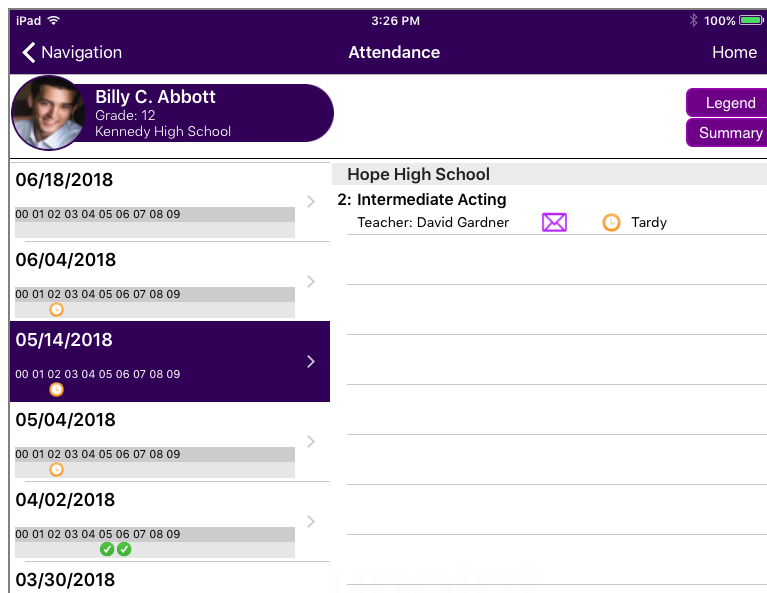 iPad 3:26 PM 100%
Navigation Attendance Home
Billy C. Abbott
Grade: 12
Kennedy High School
Legend
Summary
06/18/2018
00 01 02 03 04 05 06 07 08 09
06/04/2018
00 01 02 03 04 05 06 07 08 09
05/14/2018
00 01 02 03 04 05 06 07 08 09
05/04/2018
00 01 02 03 04 05 06 07 08 09
04/02/2018
00 01 02 03 04 05 06 07 08 09
03/30/2018
Hope High School
2: Intermediate Acting
Teacher: David Gardner Tardy